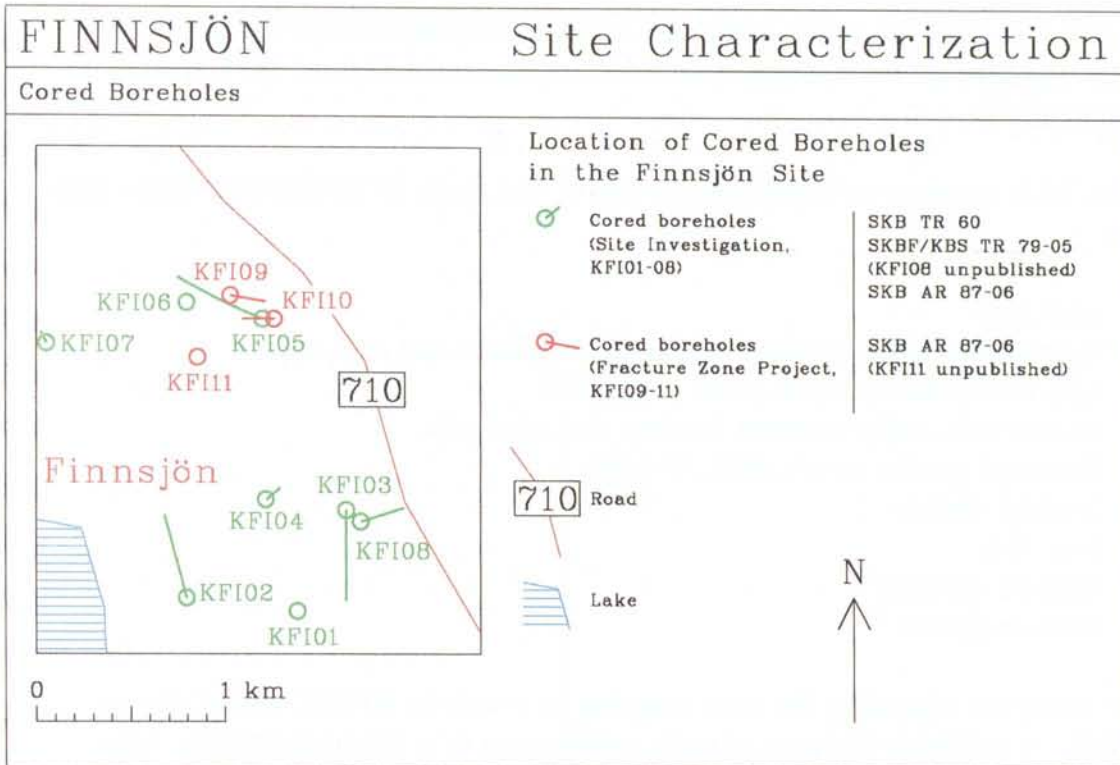 FINNSJÖN Site Characterization
Cored Boreholes
Location of Cored Boreholes
in the Finnsjön Site
Cored boreholes
(Site Investigation,
KFI01-08)
SKB TR 60
SKBF/KBS TR 79-05
(KFI08 unpublished)
SKB AR 87-06
Cored boreholes
(Fracture Zone Project,
KFI09-11)
SKB AR 87-06
(KFI11 unpublished)
710 Road
Lake
N
KFI09
KFI06
KFI10
KFI07
KFI05
KFI11
710
Finnsjön
KFI03
KFI04
KFI08
KFI02
KFI01
0 1 km